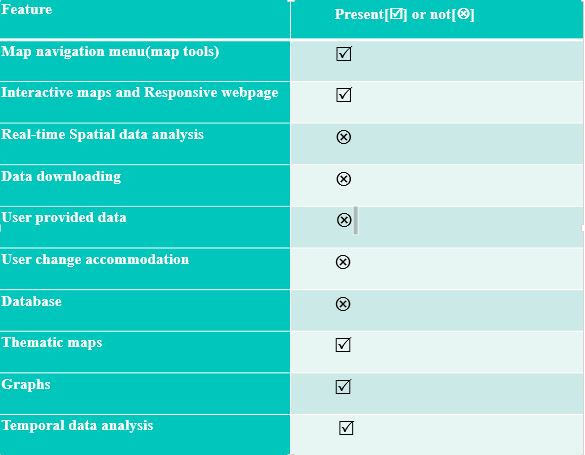 Feature Present[☑] or not[⊗]
Map navigation menu(map tools) ☑
Interactive maps and Responsive webpage ☑
Real-time Spatial data analysis ⊗
Data downloading ⊗
User provided data ⊗
User change accommodation ⊗
Database ⊗
Thematic maps ☑
Graphs ☑
Temporal data analysis ☑